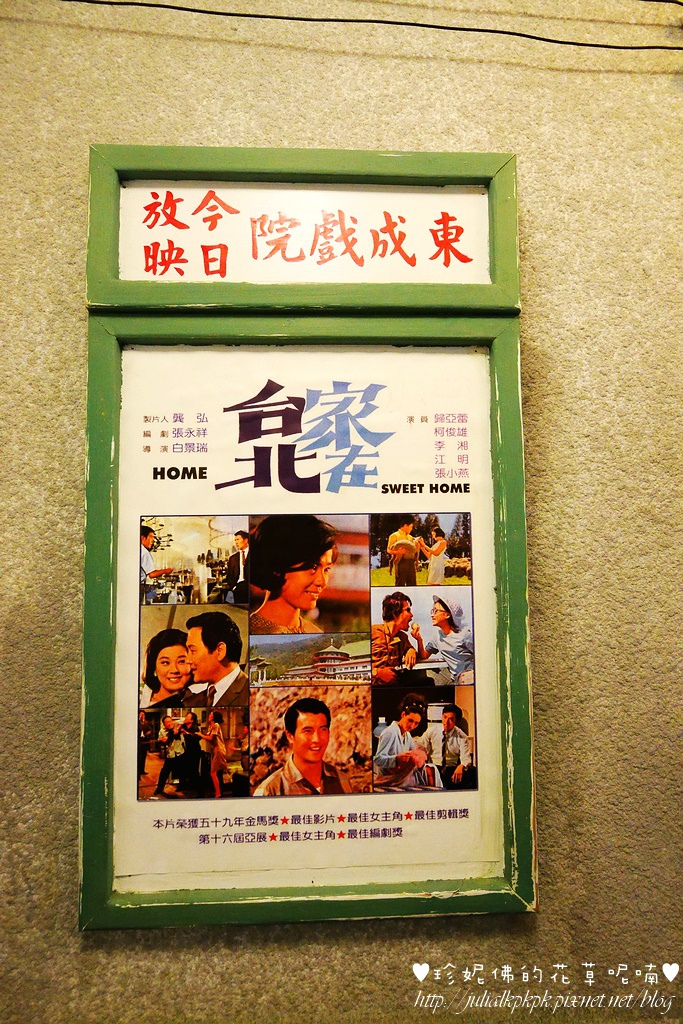 東成戲院
今日
放映
家在
台北
製片人 龔弘
編劇 張永祥
導演 白景瑞
演員 歸亞蕾
柯俊雄
李湘
江明
張小燕
HOME SWEET HOME
本片榮獲五十九年金馬獎★最佳影片★最佳女主角★最佳剪輯獎
第十六屆亞展★最佳女主角★最佳編劇獎
♥珍妮佛的花草呢喃♥
http://julialkpkpk.pixnet.net/blog